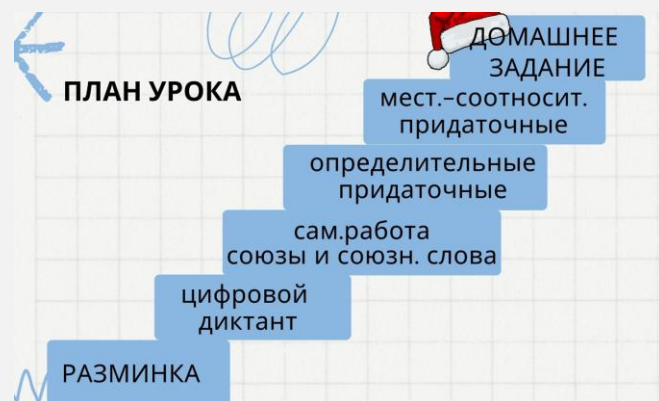 ДОМАШНЕЕ
ЗАДАНИЕ
ПЛАН УРОКА
мест.-соотносит.
придаточные
определительные
придаточные
сам.работа
союзы и союзн. слова
цифровой
диктант
РАЗМИНКА